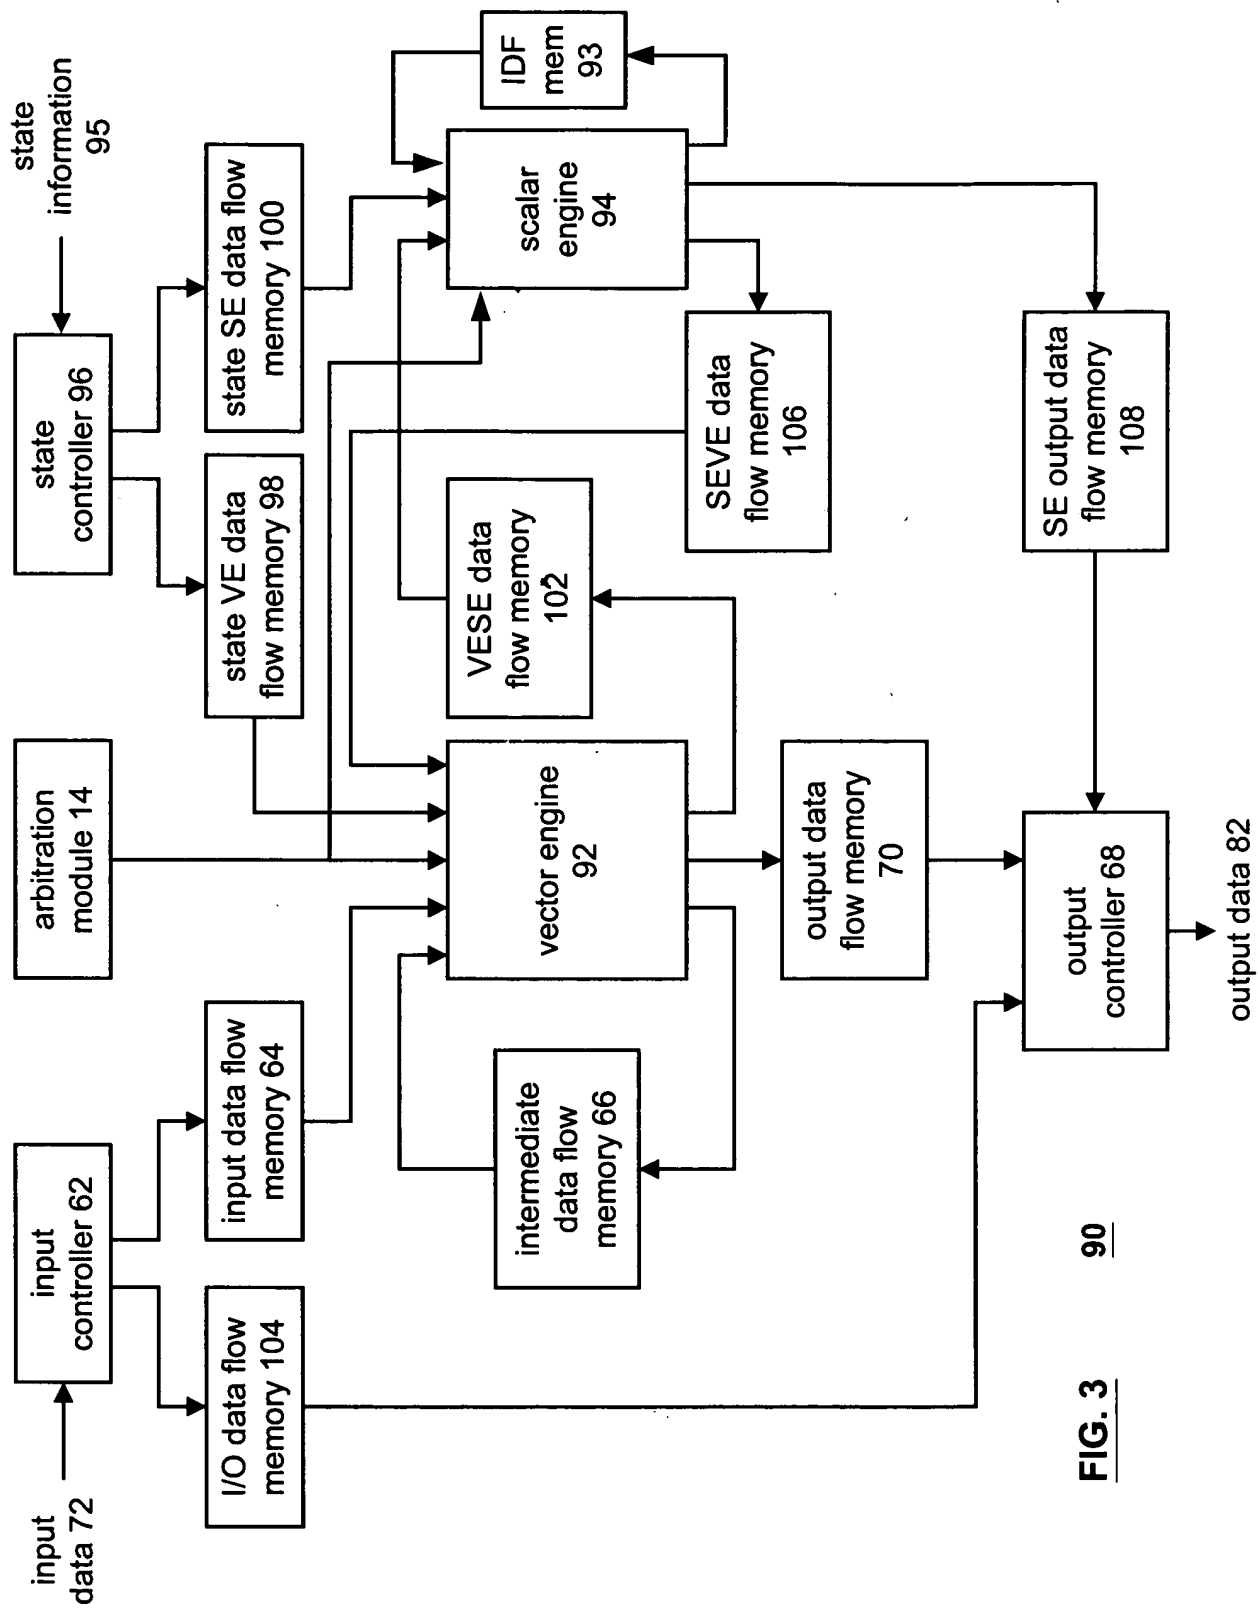 input
data 72
input
controller 62
arbitration
module 14
state
controller 96
state
information
95
I/O data flow
memory 104
input data flow
memory 64
state VE data
flow memory 98
state SE data flow
memory 100
intermediate
data flow
memory 66
vector engine
92
VESE data
flow memory
102
scalar
engine
94
IDF
mem
93
output data
flow memory
70
SEVE data
flow memory
106
output
controller 68
SE output data
flow memory
108
output data 82
FIG. 3
90